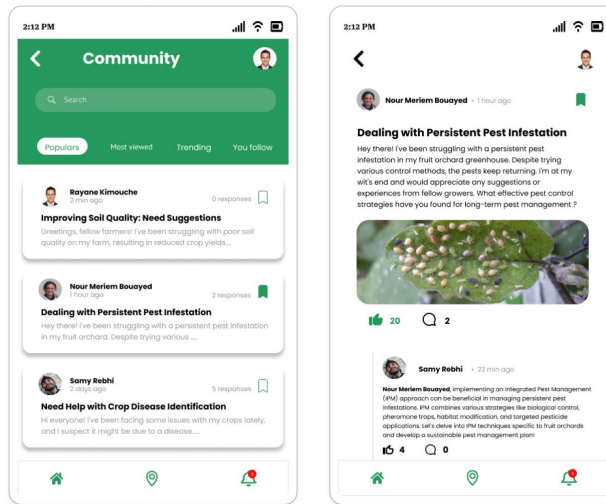 2:12 PM
Community
Search
Populars Most viewed Trending You follow
Rayane Kimouche
2 min ago
0 responses
Improving Soil Quality: Need Suggestions
Greetings, fellow farmers! I've been struggling with poor soil
quality on my farm, resulting in reduced crop yields....
Nour Meriem Bouayed
1 hour ago
2 responses
Dealing with Persistent Pest Infestation
Hey there! I've been struggling with a persistent pest infestation
in my fruit orchard. Despite trying various ....
Samy Rebhi
2 days ago
5 responses
Need Help with Crop Disease Identification
Hi everyone! I've been facing some issues with my crops lately,
and I suspect it might be due to a disease....
2:12 PM
Nour Meriem Bouayed • 1 hour ago
Dealing with Persistent Pest Infestation
Hey there! I've been struggling with a persistent pest
infestation in my fruit orchard greenhouse. Despite trying
various control methods, the pests keep returning. I'm at my
wit's end and would appreciate any suggestions or
experiences from fellow growers. What effective pest control
strategies have you found for long-term pest management ?
20 2
Samy Rebhi • 23 min ago
Nour Meriem Bouayed, implementing an Integrated Pest Management
(IPM) approach can be beneficial in managing persistent pest
infestations. IPM combines various strategies like biological control,
pheromone traps, habitat modification, and targeted pesticide
applications. Let's delve into IPM techniques specific to fruit orchards
and develop a sustainable pest management plan!
4 0